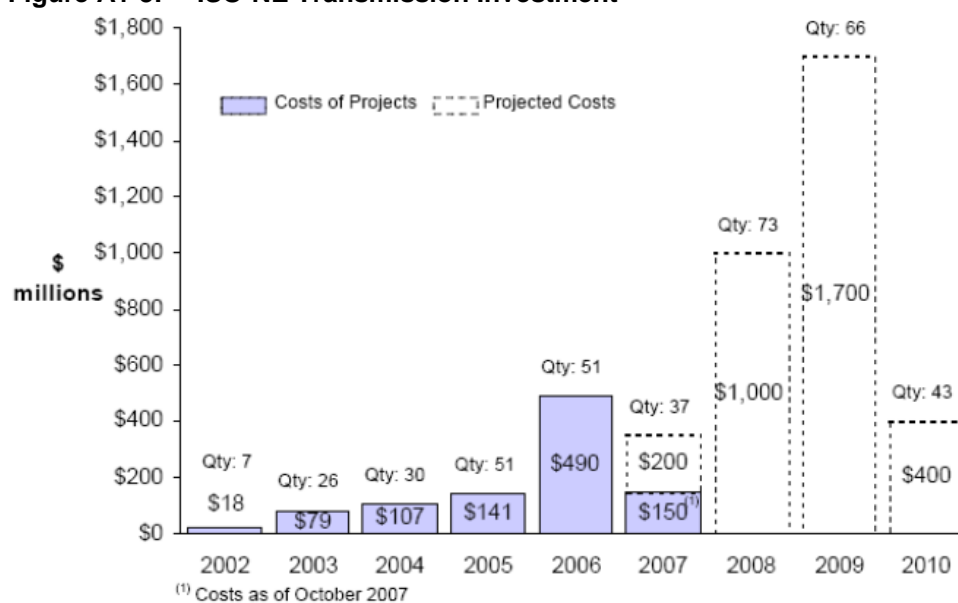 $1,800
Qty: 66
$1,600
Costs of Projects Projected Costs
$1,400
$1,200
Qty: 73
$ millions
$1,000
$1,700
$800
$600
Qty: 51
$1,000
Qty: 37
Qty: 43
$400
Qty: 7
Qty: 26
Qty: 30
Qty: 51
$490
$200
$400
$200
$18
$79
$107
$141
$150(1)
$0
2002 2003 2004 2005 2006 2007 2008 2009 2010
(1) Costs as of October 2007